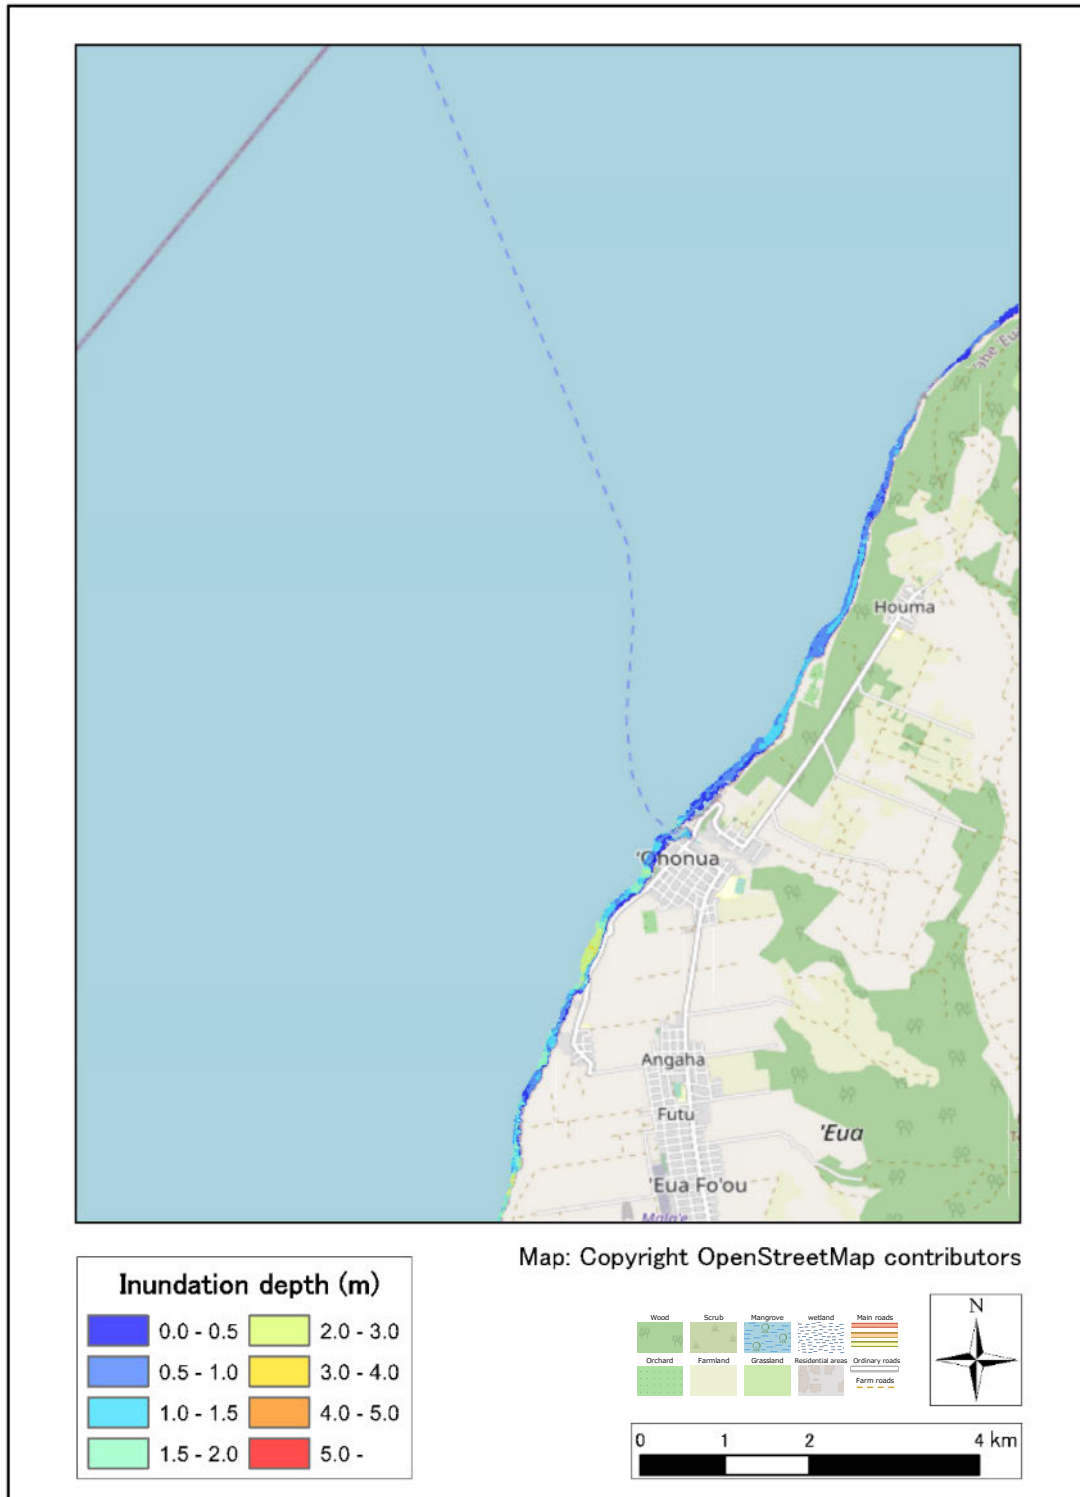 'ahe 'Eu
Houma
'Ohonua
Angaha
Futu
'Eua
'Eua Fo'ou
Mala'e
Map: Copyright OpenStreetMap contributors
Inundation depth (m)
0.0 - 0.5
2.0 - 3.0
0.5 - 1.0
3.0 - 4.0
1.0 - 1.5
4.0 - 5.0
1.5 - 2.0
5.0 -
Wood
Scrub
Mangrove
wetland
Main roads
Orchard
Farmland
Grassland
Residential areas
Ordinary roads
Farm roads
N
0 1 2 4 km